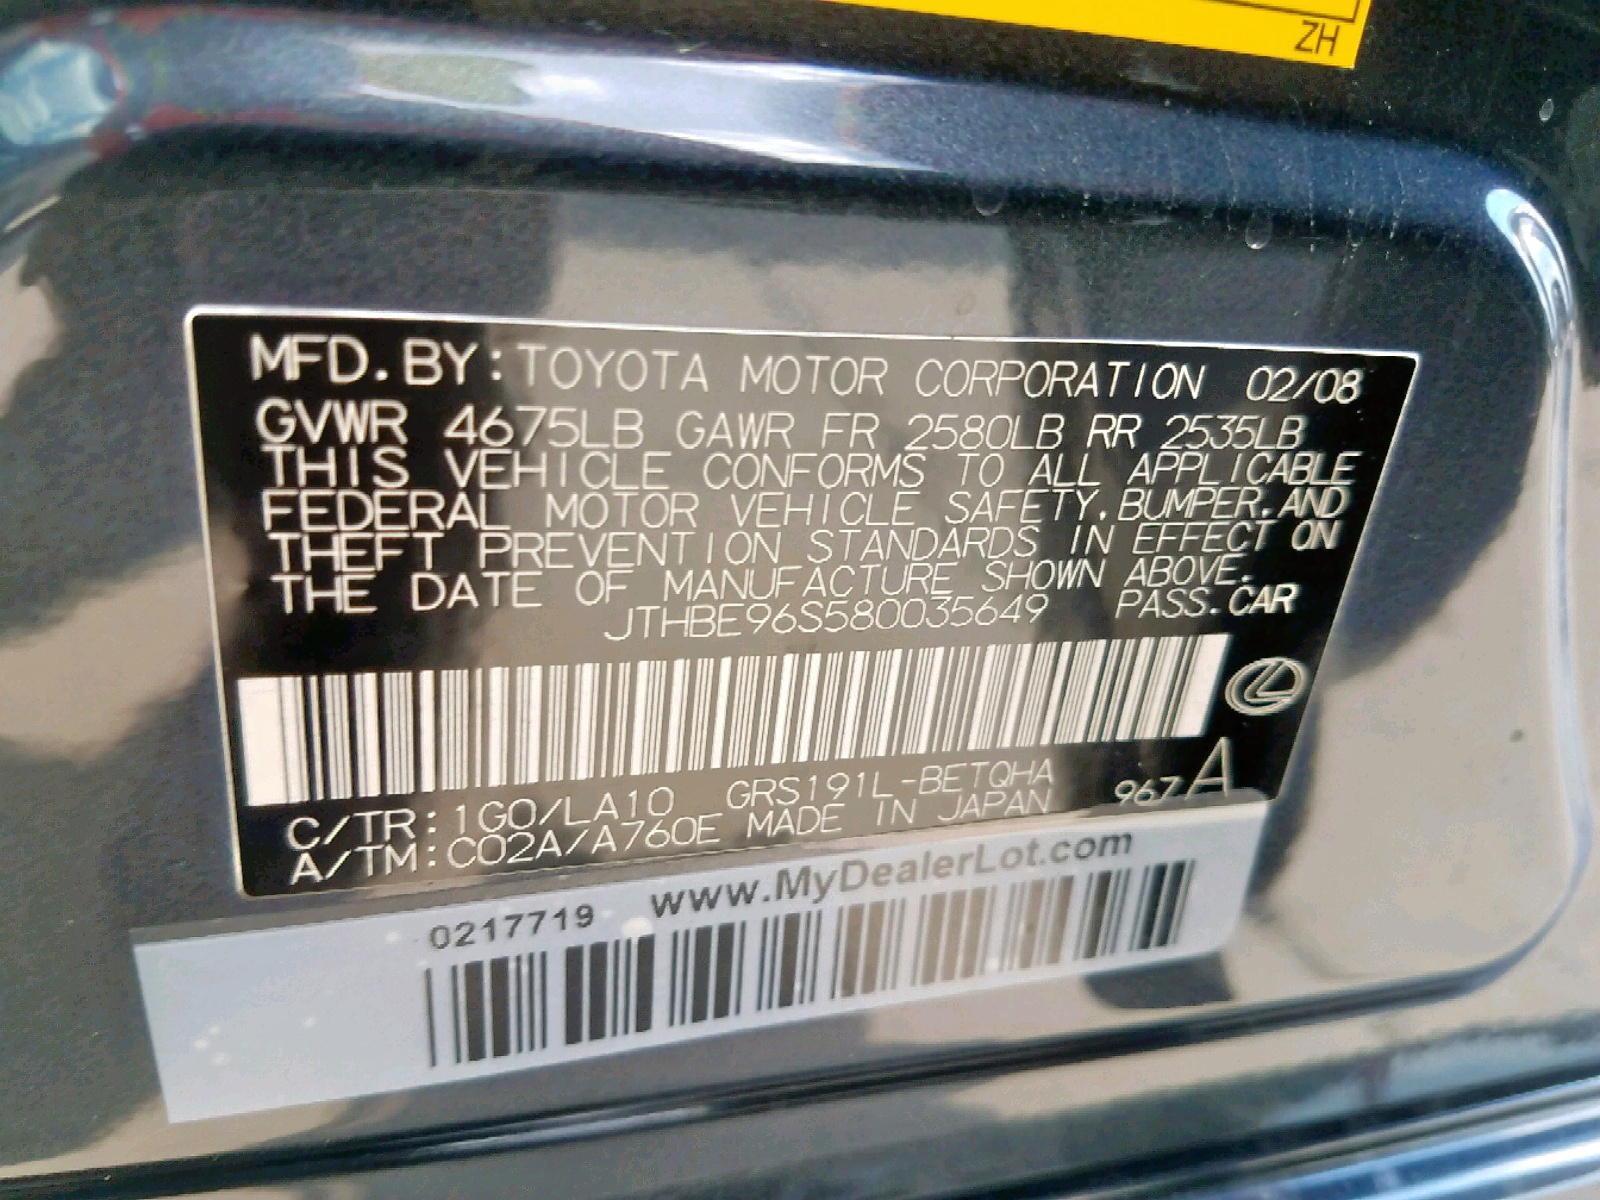 ZH
MFD. BY: TOYOTA MOTOR CORPORATION 02/08
GVWR 4675LB GAWR FR 2580LB RR 2535LB
THIS VEHICLE CONFORMS TO ALL APPLICABLE
FEDERAL MOTOR VEHICLE SAFETY, BUMPER, AND
THEFT PREVENTION STANDARDS IN EFFECT ON
THE DATE OF MANUFACTURE SHOWN ABOVE.
JTHBE96S580035649 PASS. CAR
C/TR: 1G0/LA10 GRS191L-BETQHA 967 A
A/TM: C02A/A760E MADE IN JAPAN
0217719 www.MyDealerLot.com